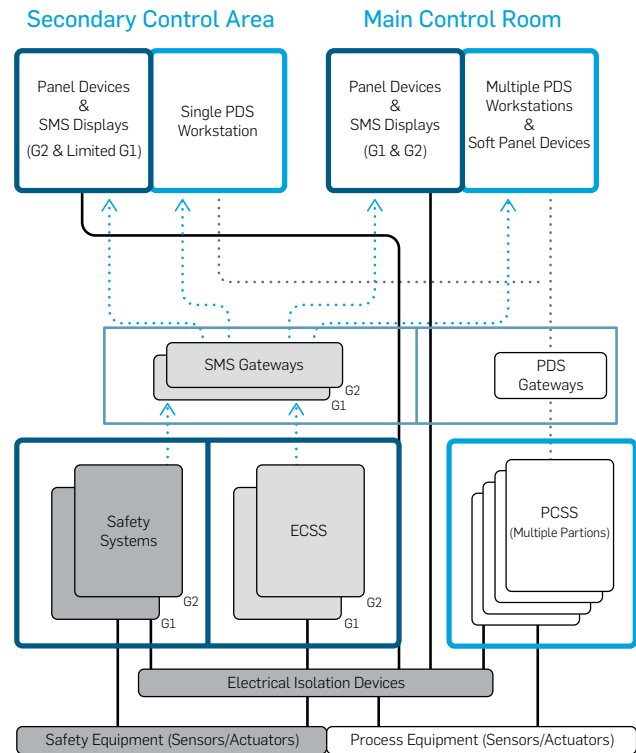 Secondary Control Area
Main Control Room
Panel Devices
&
SMS Displays
(G2 & Limited G1)
Single PDS
Workstation
Panel Devices
&
SMS Displays
(G1 & G2)
Multiple PDS
Workstations
&
Soft Panel Devices
SMS Gateways
G2
G1
PDS
Gateways
Safety
Systems
G2
G1
ECSS
G2
G1
PCSS
(Multiple Partions)
Electrical Isolation Devices
Safety Equipment (Sensors/Actuators)
Process Equipment (Sensors/Actuators)